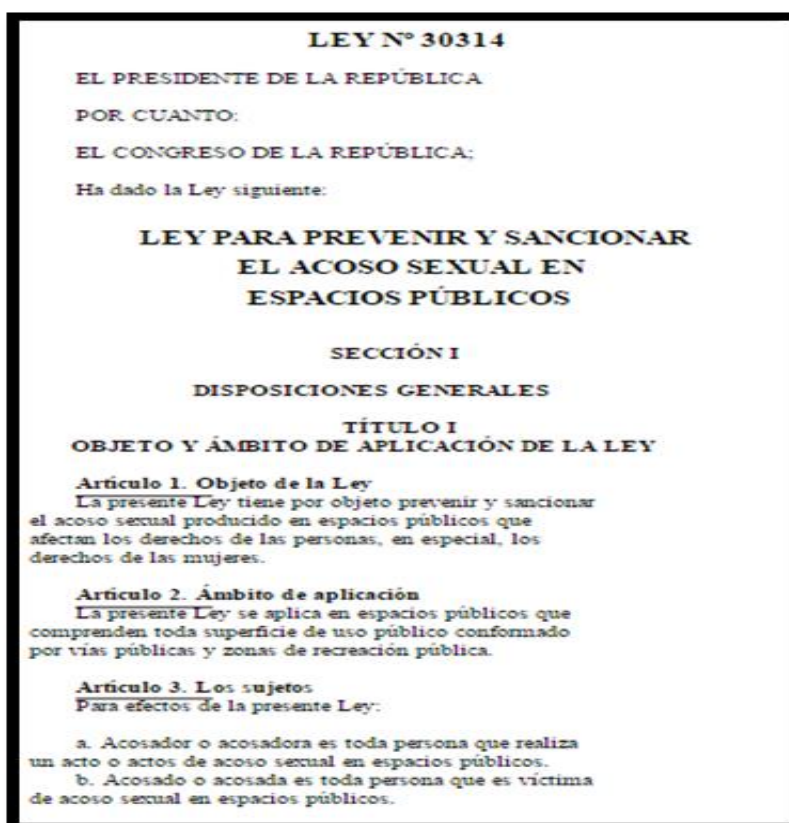 LEY Nº 30314
EL PRESIDENTE DE LA REPÚBLICA
POR CUANTO:
EL CONGRESO DE LA REPÚBLICA;
Ha dado la Ley siguiente:
LEY PARA PREVENIR Y SANCIONAR
EL ACOSO SEXUAL EN
ESPACIOS PÚBLICOS
SECCIÓN I
DISPOSICIONES GENERALES
TÍTULO I
OBJETO Y ÁMBITO DE APLICACIÓN DE LA LEY
Artículo 1. Objeto de la Ley
La presente Ley tiene por objeto prevenir y sancionar
el acoso sexual producido en espacios públicos que
afectan los derechos de las personas, en especial, los
derechos de las mujeres.
Artículo 2. Ámbito de aplicación
La presente Ley se aplica en espacios públicos que
comprenden toda superficie de uso público conformado
por vías públicas y zonas de recreación pública.
Artículo 3. Los sujetos
Para efectos de la presente Ley:
a. Acosador o acosadora es toda persona que realiza
un acto o actos de acoso sexual en espacios públicos.
b. Acosado o acosada es toda persona que es víctima
de acoso sexual en espacios públicos.